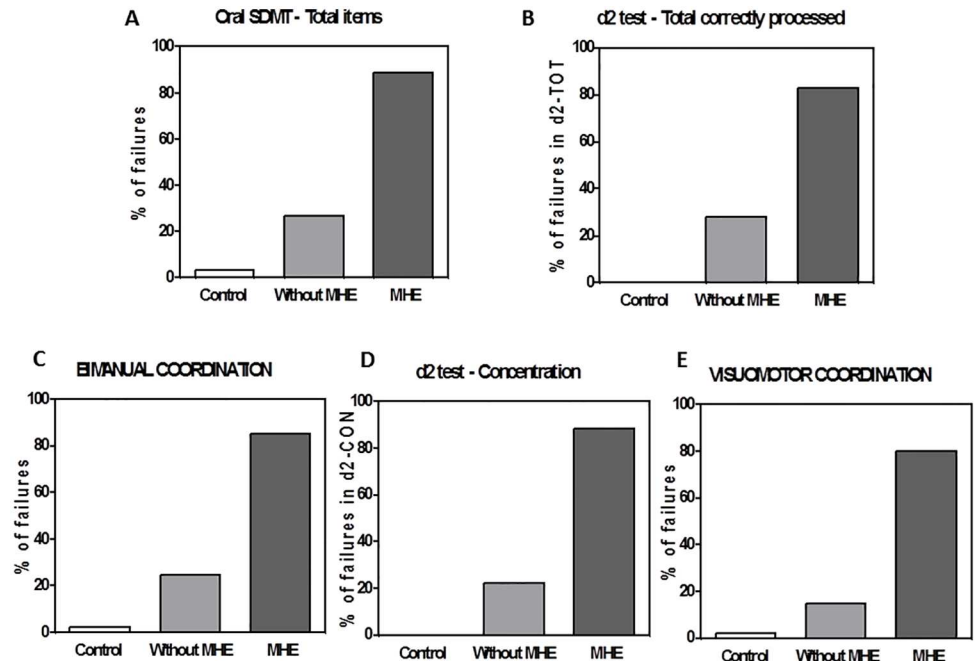 A
Oral SDMT - Total items
% of failures
100
80
60
40
20
0
Control Without MHE MHE
B
d2 test - Total correctly processed
% of failures in d2-TOT
100
80
60
40
20
0
Control Without MHE MHE
C
BIMANUAL COORDINATION
% of failures
100
80
60
40
20
0
Control Without MHE MHE
D
d2 test - Concentration
% of failures in d2-CON
100
80
60
40
20
0
Control Without MHE MHE
E
VISUOMOTOR COORDINATION
% of failures
100
80
60
40
20
0
Control Without MHE MHE